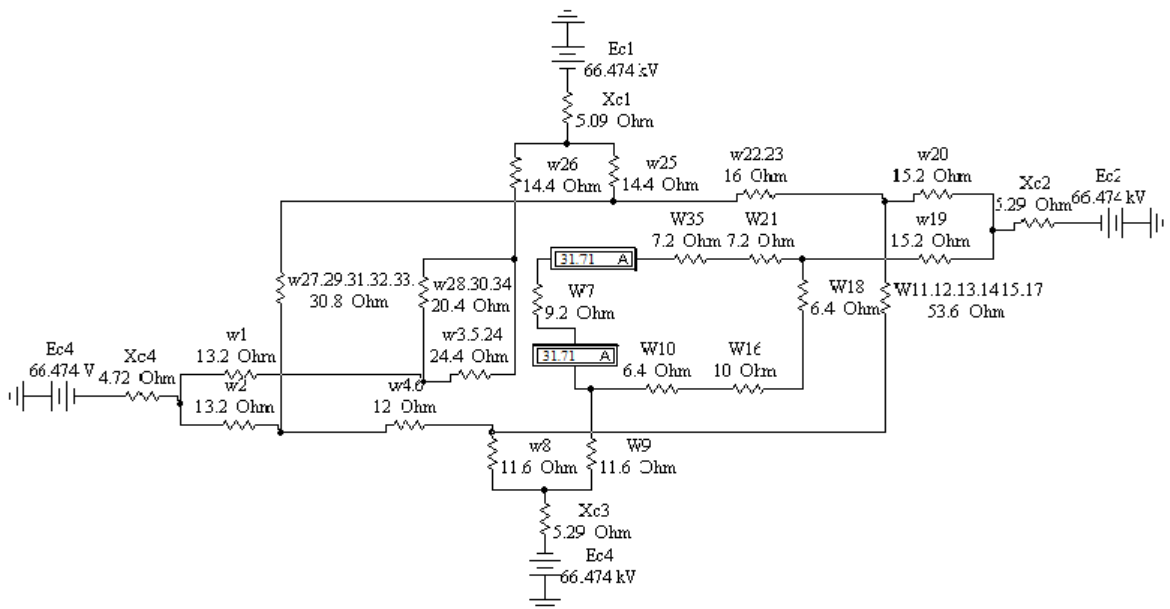 Ec1
66.474 kV
Xc1
5.09 Ohm
w26
14.4 Ohm
w25
14.4 Ohm
w22.23
16 Ohm
w20
15.2 Ohm
Xc2
5.29 Ohm
Ec2
66.474 kV
w19
15.2 Ohm
W35
7.2 Ohm
W21
7.2 Ohm
31.71 A
w27.29.31.32.33.
30.8 Ohm
w28.30.34
20.4 Ohm
W7
9.2 Ohm
W18
6.4 Ohm
W11.12.13.1415.17
53.6 Ohm
w3.5.24
24.4 Ohm
31.71 A
Ec4
66.474 V
Xc4
4.72 Ohm
w1
13.2 Ohm
w2
13.2 Ohm
w4.6
12 Ohm
W10
6.4 Ohm
W16
10 Ohm
w8
11.6 Ohm
W9
11.6 Ohm
Xc3
5.29 Ohm
Ec4
66.474 kV